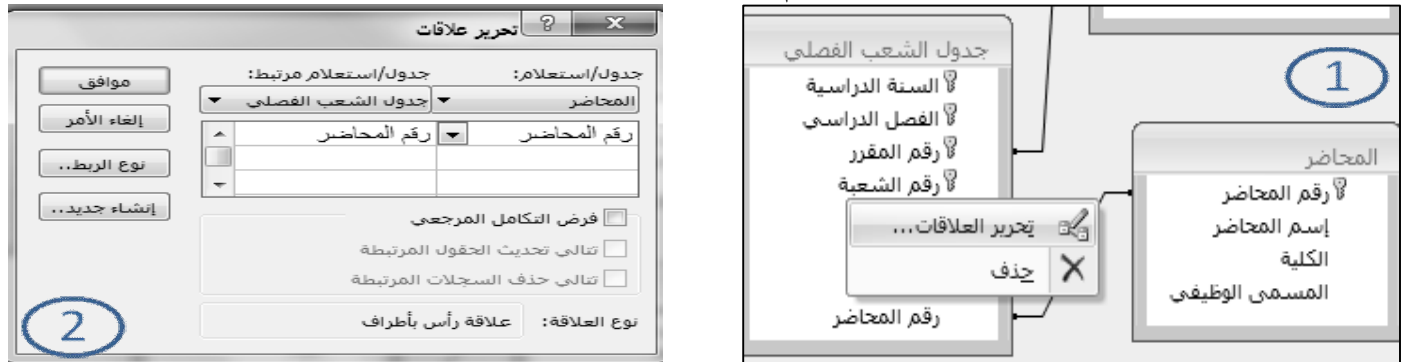 1
جدول الشعب الفصلي
السنة الدراسية
الفصل الدراسي
رقم المقرر
رقم الشعبة
رقم المحاضر
المحاضر
رقم المحاضر
إسم المحاضر
الكلية
المسمى الوظيفي
تحرير العلاقات...
حذف
تحرير علاقات
جدول/استعلام: جدول/استعلام مرتبط:
المحاضر جدول الشعب الفصلي
رقم المحاضر رقم المحاضر
موافق
إلغاء الأمر
نوع الربط..
إنشاء جديد..
فرض التكامل المرجعي
تتالي تحديث الحقول المرتبطة
تتالي حذف السجلات المرتبطة
نوع العلاقة: علاقة رأس بأطراف
2